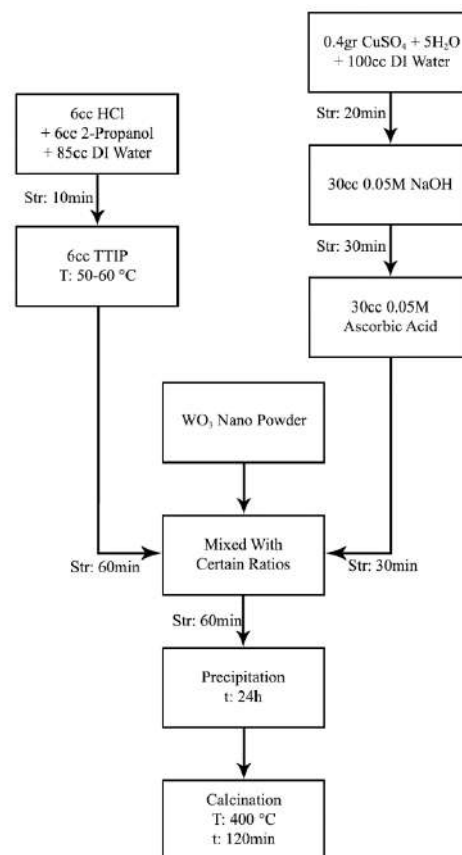 0.4gr CuSO₄ + 5H₂O
+ 100cc DI Water
6cc HCl
+ 6cc 2-Propanol
+ 85cc DI Water
Str: 20min
Str: 10min
30cc 0.05M NaOH
6cc TTIP
T: 50-60 °C
Str: 30min
30cc 0.05M
Ascorbic Acid
WO₃ Nano Powder
Mixed With
Certain Ratios
Str: 60min
Str: 30min
Str: 60min
Precipitation
t: 24h
Calcination
T: 400 °C
t: 120min